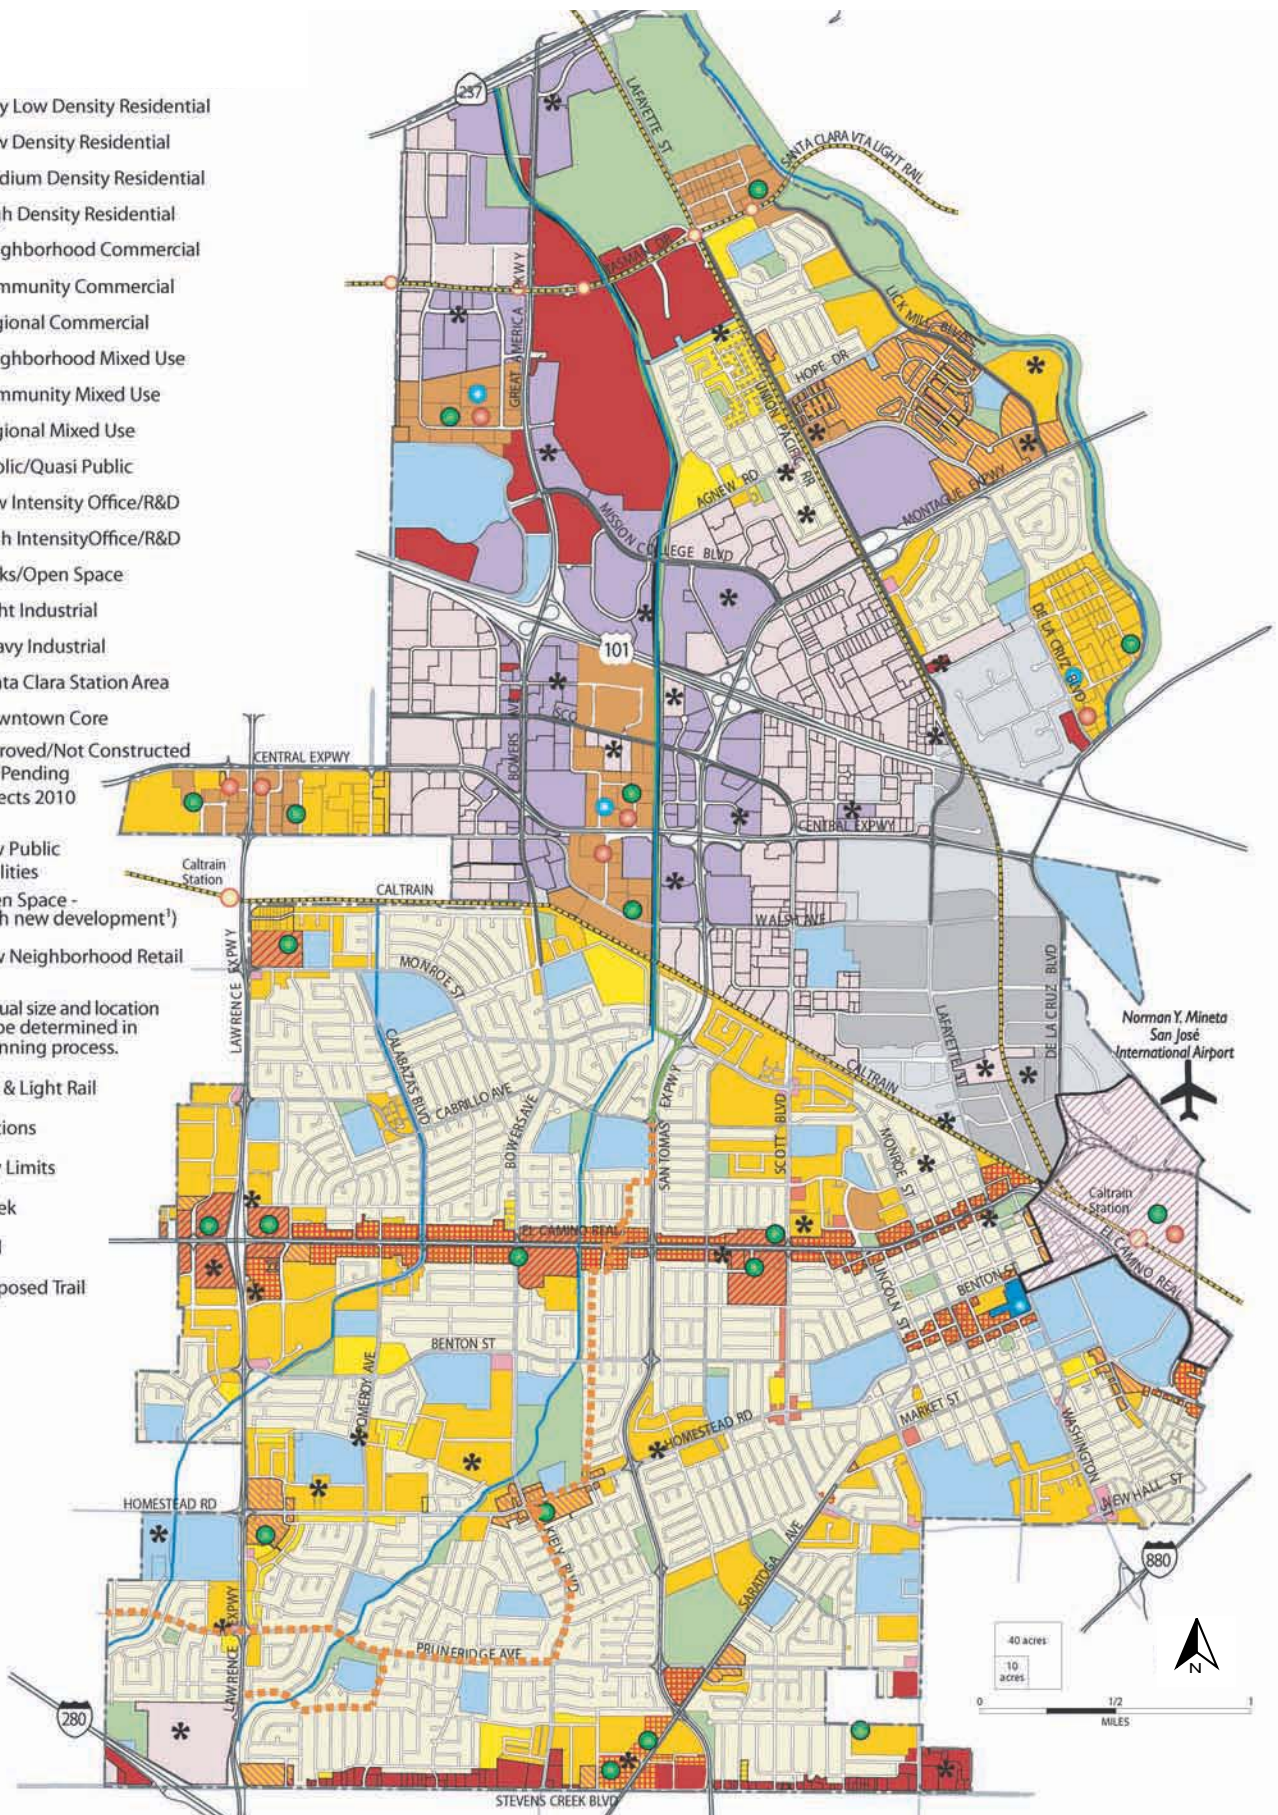 y Low Density Residential
w Density Residential
dium Density Residential
gh Density Residential
ighborhood Commercial
mmunity Commercial
gional Commercial
ighborhood Mixed Use
mmunity Mixed Use
gional Mixed Use
blic/Quasi Public
w Intensity Office/R&D
h IntensityOffice/R&D
ks/Open Space
ht Industrial
avy Industrial
nta Clara Station Area
wntown Core
roved/Not Constructed
Pending
ects 2010
v Public
ilities
en Space -
h new development¹)
w Neighborhood Retail
ual size and location
be determined in
nning process.
& Light Rail
tions
y Limits
ek
l
posed Trail
237
LAFAYETTE ST
SANTA CLARA VTA LIGHT RAIL
TASMAN DR
GREAT AMERICA PKWY
LICK MILL BLVD
HOPE DR
UNION PACIFIC RR
AGNEW RD
MONTAGUE EXPWY
MISSION COLLEGE BLVD
DE LA CRUZ BLVD
101
SCO
BOWERS AVE
CENTRAL EXPWY
CENTRAL EXPWY
Caltrain
Station
CALTRAIN
WALSH AVE
LAWRENCE EXPWY
MONROE ST
DE LA CRUZ BLVD
LAFAYETTE ST
Norman Y. Mineta
San José
International Airport
CALABAZAS BLVD
CALTRAIN
CABRILLO AVE
BOWERS AVE
SAN TOMAS EXPWY
SCOTT BLVD
MONROE ST
Caltrain
Station
EL CAMINO REAL
EL CAMINO REAL
BENTON ST
LINCOLN ST
BENTON ST
POMEROY AVE
MARKET ST
HOMESTEAD RD
WASHINGTON ST
NEWHALL ST
HOMESTEAD RD
KIELY BLVD
SARATOGA AVE
880
LAWRENCE EXPWY
PRUNERIDGE AVE
40 acres
10
acres
N
0 1/2 1
MILES
280
STEVENS CREEK BLVD